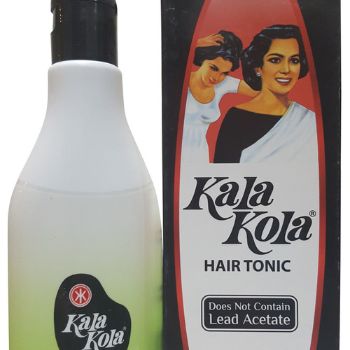 Kala
Kola®
HAIR TONIC
Does Not Contain
Lead Acetate
Kala
Kola®